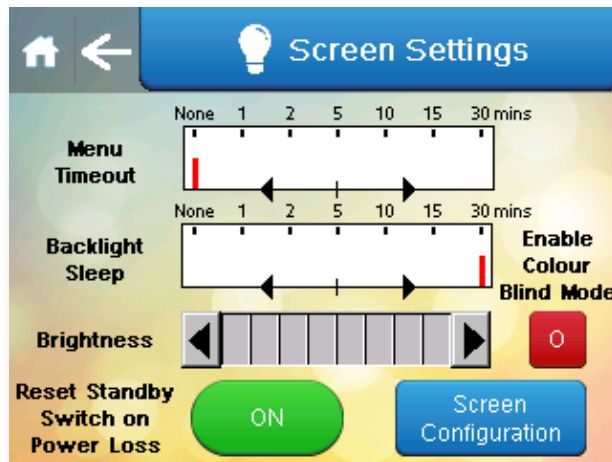 Screen Settings
None 1 2 5 10 15 30 mins
Menu
Timeout
None 1 2 5 10 15 30 mins
Backlight
Sleep
Enable
Colour
Blind Mode
Brightness
O
Reset Standby
Switch on
Power Loss
ON
Screen
Configuration